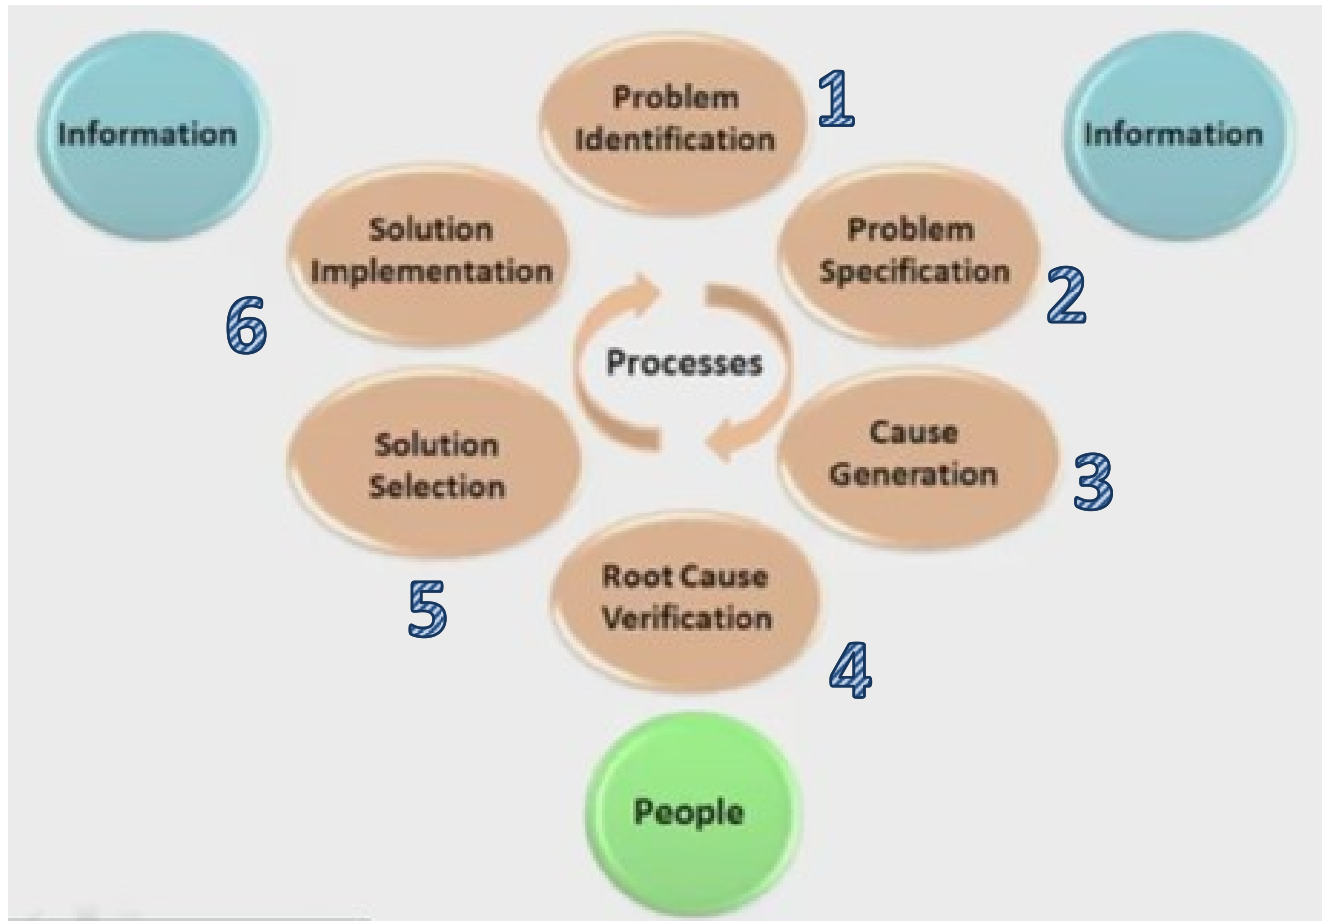 Information
Problem
Identification
1
Information
Solution
Implementation
6
Problem
Specification
2
Processes
Solution
Selection
5
Cause
Generation
3
Root Cause
Verification
4
People